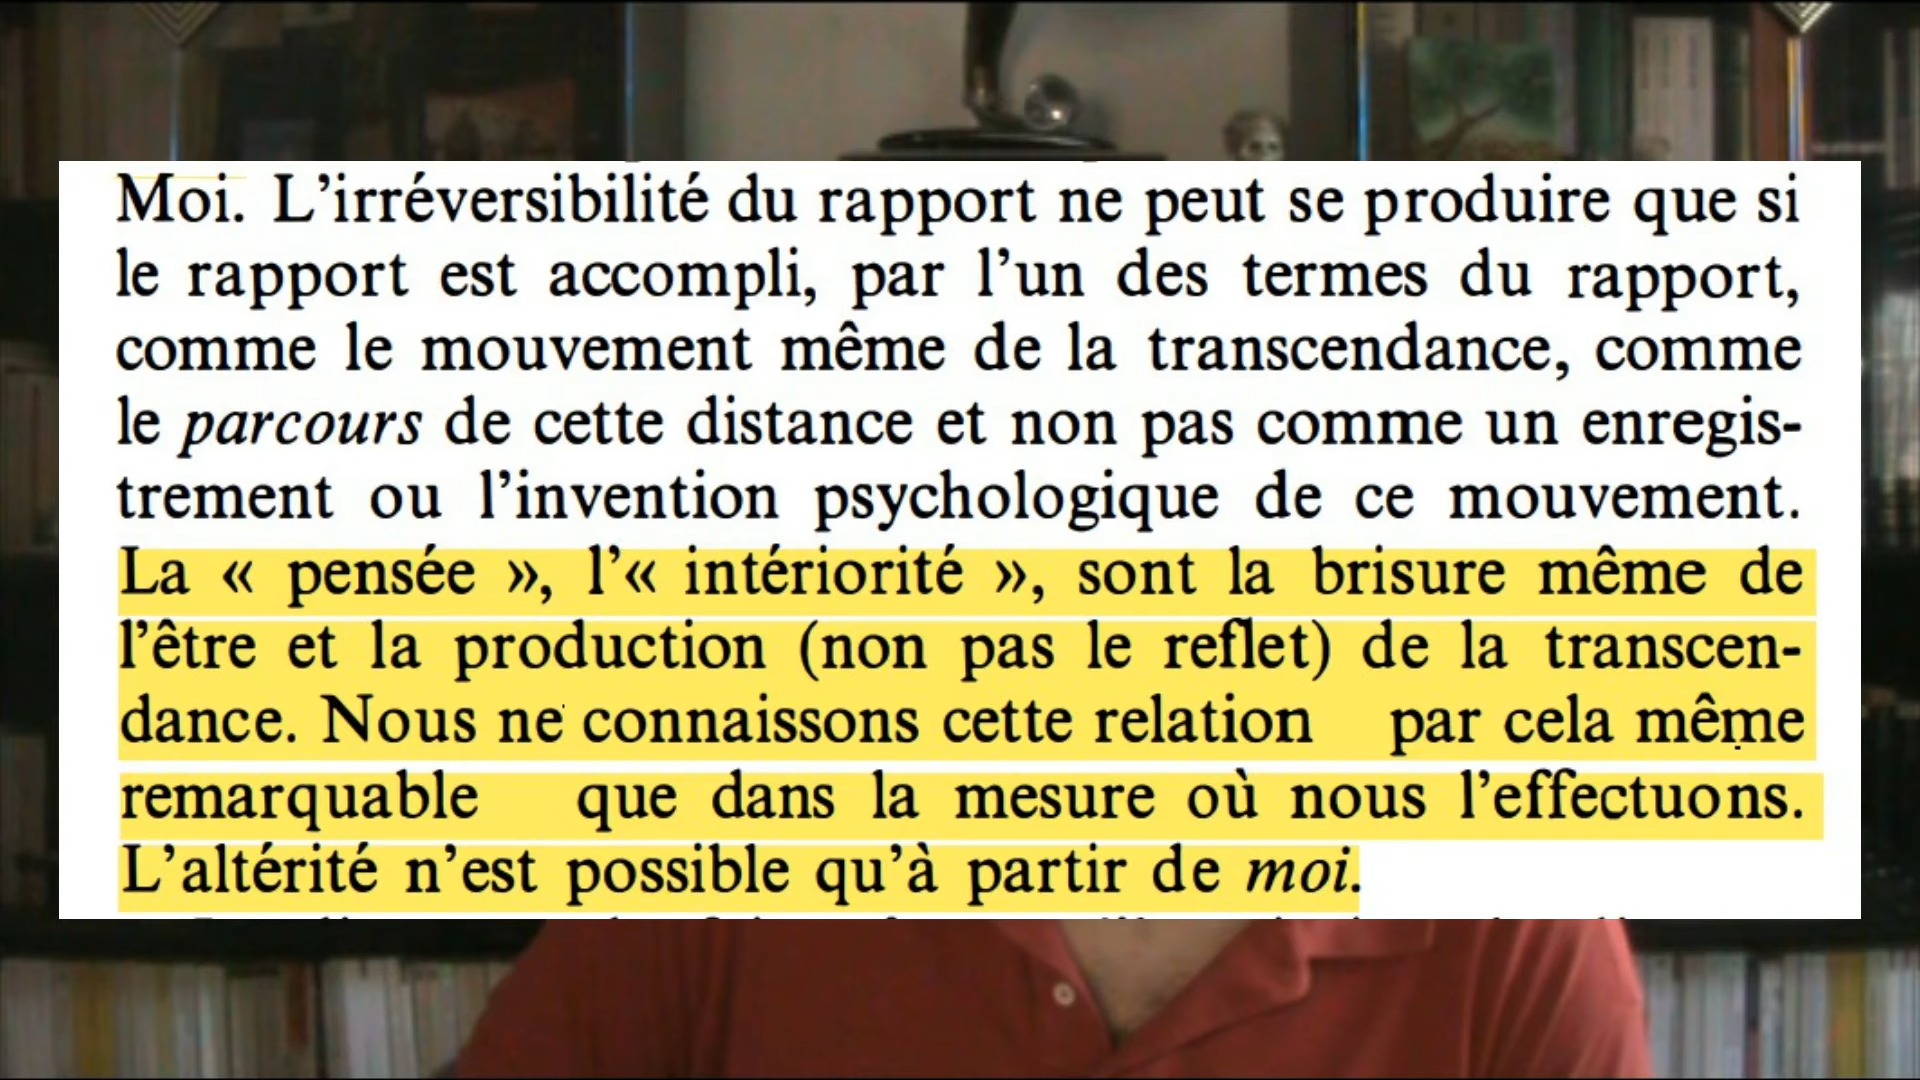 Moi. L’irréversibilité du rapport ne peut se produire que si
le rapport est accompli, par l’un des termes du rapport,
comme le mouvement même de la transcendance, comme
le parcours de cette distance et non pas comme un enregis-
trement ou l’invention psychologique de ce mouvement.
La « pensée », l’« intériorité », sont la brisure même de
l’être et la production (non pas le reflet) de la transcen-
dance. Nous ne connaissons cette relation par cela même
remarquable que dans la mesure où nous l'effectuons.
L’altérité n’est possible qu’à partir de moi.